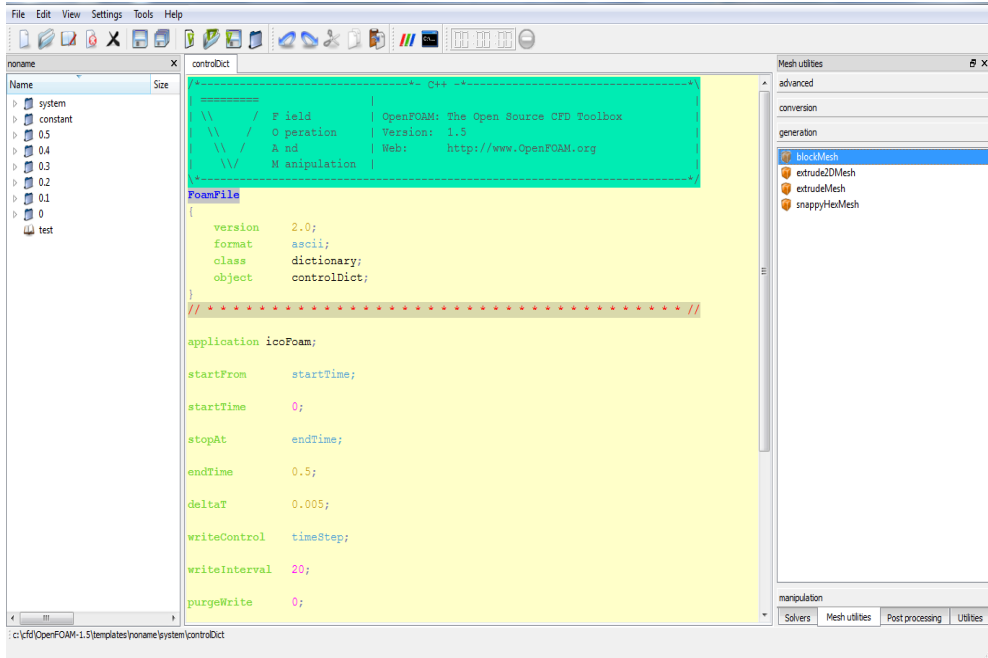 File Edit View Settings Tools Help
noname
Name Size
system
constant
0.5
0.4
0.3
0.2
0.1
0
test
controlDict
/*--------------------------------*- C++ -*----------------------------------*\
| =========                 |                                                 |
| \\      /  F ield         | OpenFOAM: The Open Source CFD Toolbox           |
|  \\    /   O peration     | Version:  1.5                                   |
|   \\  /    A nd           | Web:      http://www.OpenFOAM.org               |
|    \\/     M anipulation  |                                                 |
\*---------------------------------------------------------------------------*/
FoamFile
{
    version     2.0;
    format      ascii;
    class       dictionary;
    object      controlDict;
}
// * * * * * * * * * * * * * * * * * * * * * * * * * * * * * * * * * * * * * //
application icoFoam;
startFrom       startTime;
startTime       0;
stopAt          endTime;
endTime         0.5;
deltaT          0.005;
writeControl    timeStep;
writeInterval   20;
purgeWrite      0;
Mesh utilities
advanced
conversion
generation
blockMesh
extrude2DMesh
extrudeMesh
snappyHexMesh
manipulation
Solvers Mesh utilities Post processing Utilities
c:\cfd\OpenFOAM-1.5\templates\noname\system\controlDict